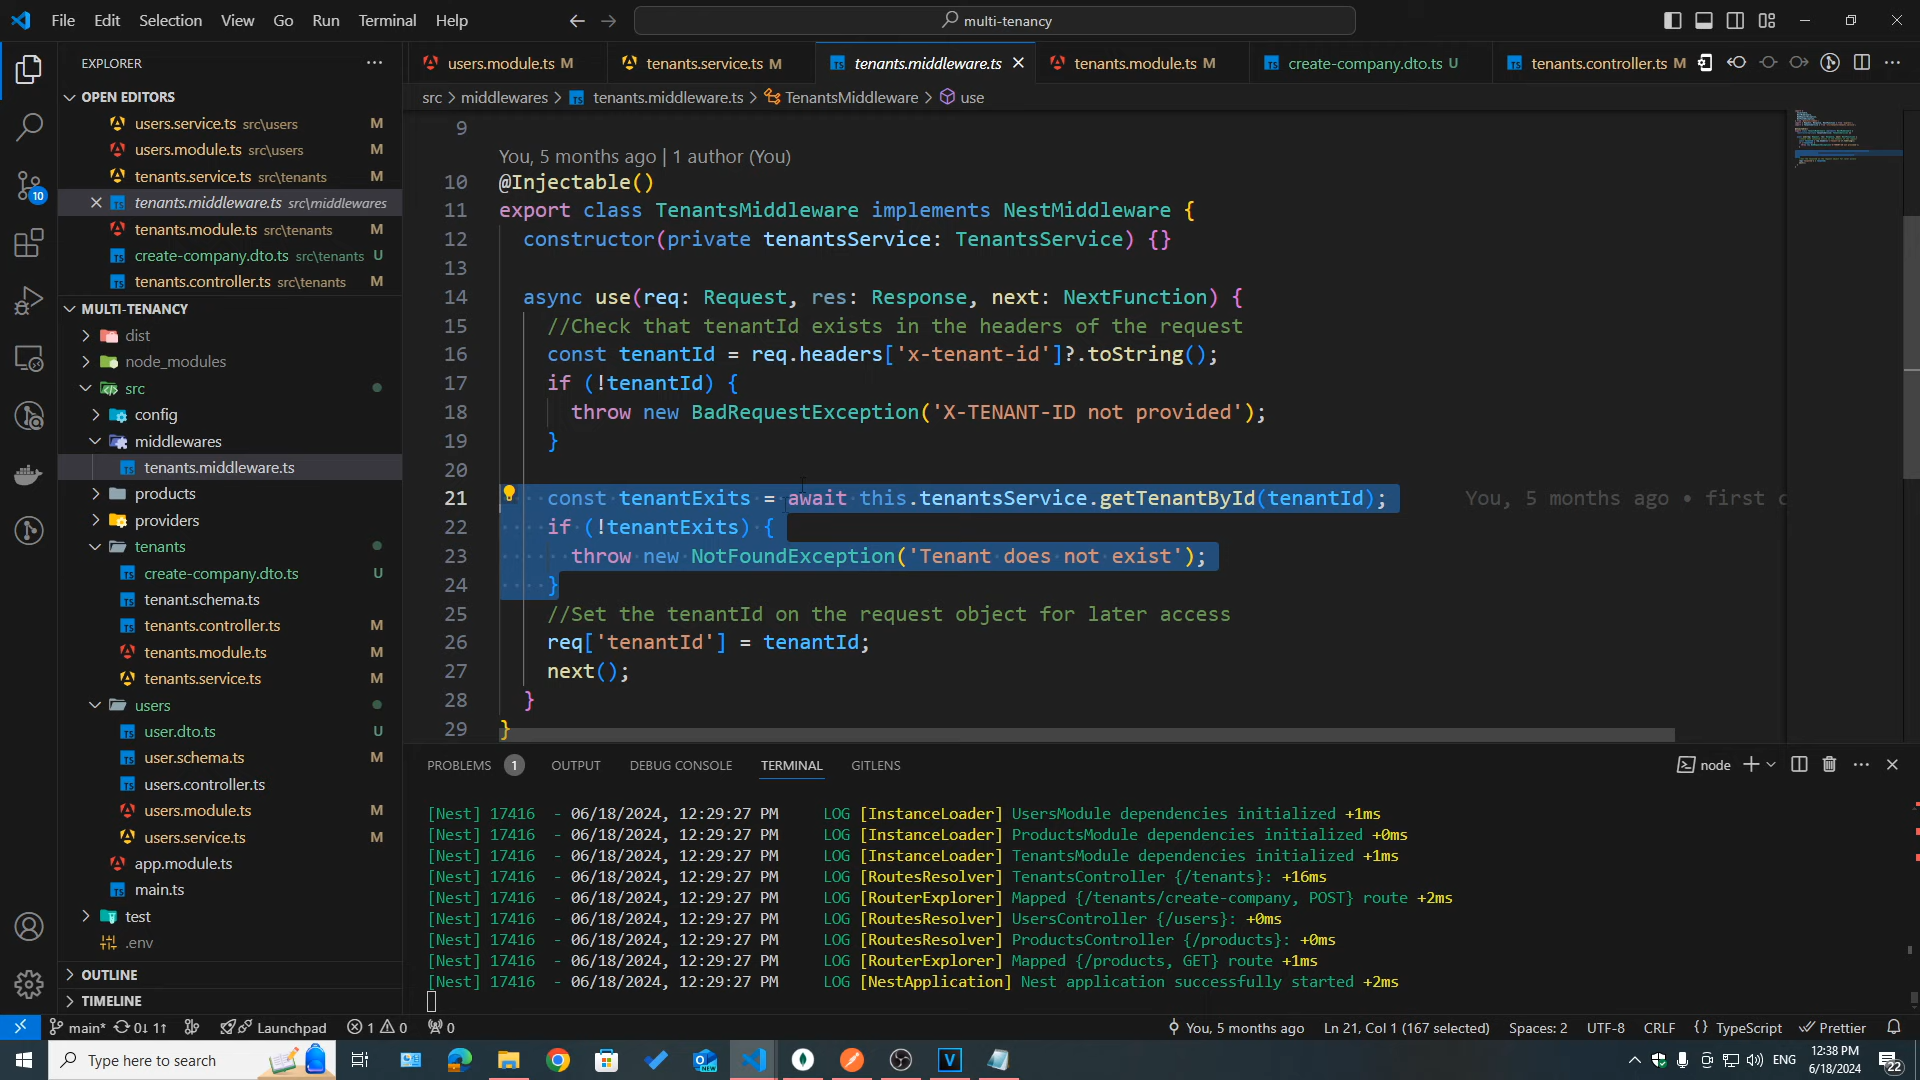 File Edit Selection View Go Run Terminal Help
multi-tenancy
EXPLORER
OPEN EDITORS
users.service.ts src\users M
users.module.ts src\users M
tenants.service.ts src\tenants M
tenants.middleware.ts src\middlewares
tenants.module.ts src\tenants M
create-company.dto.ts src\tenants U
tenants.controller.ts src\tenants M
MULTI-TENANCY
dist
node_modules
src
config
middlewares
tenants.middleware.ts
products
providers
tenants
create-company.dto.ts U
tenant.schema.ts
tenants.controller.ts M
tenants.module.ts M
tenants.service.ts M
users
user.dto.ts U
user.schema.ts M
users.controller.ts
users.module.ts M
users.service.ts M
app.module.ts
main.ts
test
.env
OUTLINE
TIMELINE
10
users.module.ts M
tenants.service.ts M
tenants.middleware.ts
tenants.module.ts M
create-company.dto.ts U
tenants.controller.ts M
src > middlewares > tenants.middleware.ts > TenantsMiddleware > use
9
You, 5 months ago | 1 author (You)
10 @Injectable()
11 export class TenantsMiddleware implements NestMiddleware {
12 constructor(private tenantsService: TenantsService) {}
13
14 async use(req: Request, res: Response, next: NextFunction) {
15 //Check that tenantId exists in the headers of the request
16 const tenantId = req.headers['x-tenant-id']?.toString();
17 if (!tenantId) {
18 throw new BadRequestException('X-TENANT-ID not provided');
19 }
20
21 const tenantExits = await this.tenantsService.getTenantById(tenantId); You, 5 months ago • first c
22 if (!tenantExits) {
23 throw new NotFoundException('Tenant does not exist');
24 }
25 //Set the tenantId on the request object for later access
26 req['tenantId'] = tenantId;
27 next();
28 }
29 }
PROBLEMS 1 OUTPUT DEBUG CONSOLE TERMINAL GITLENS
node
[Nest] 17416 - 06/18/2024, 12:29:27 PM LOG [InstanceLoader] UsersModule dependencies initialized +1ms
[Nest] 17416 - 06/18/2024, 12:29:27 PM LOG [InstanceLoader] ProductsModule dependencies initialized +0ms
[Nest] 17416 - 06/18/2024, 12:29:27 PM LOG [InstanceLoader] TenantsModule dependencies initialized +1ms
[Nest] 17416 - 06/18/2024, 12:29:27 PM LOG [RoutesResolver] TenantsController {/tenants}: +16ms
[Nest] 17416 - 06/18/2024, 12:29:27 PM LOG [RouterExplorer] Mapped {/tenants/create-company, POST} route +2ms
[Nest] 17416 - 06/18/2024, 12:29:27 PM LOG [RoutesResolver] UsersController {/users}: +0ms
[Nest] 17416 - 06/18/2024, 12:29:27 PM LOG [RoutesResolver] ProductsController {/products}: +0ms
[Nest] 17416 - 06/18/2024, 12:29:27 PM LOG [RouterExplorer] Mapped {/products, GET} route +1ms
[Nest] 17416 - 06/18/2024, 12:29:27 PM LOG [NestApplication] Nest application successfully started +2ms
main* 0↓ 1↑ Launchpad 1 0 0
You, 5 months ago Ln 21, Col 1 (167 selected) Spaces: 2 UTF-8 CRLF {} TypeScript Prettier
Type here to search
ENG
12:38 PM
6/18/2024
22